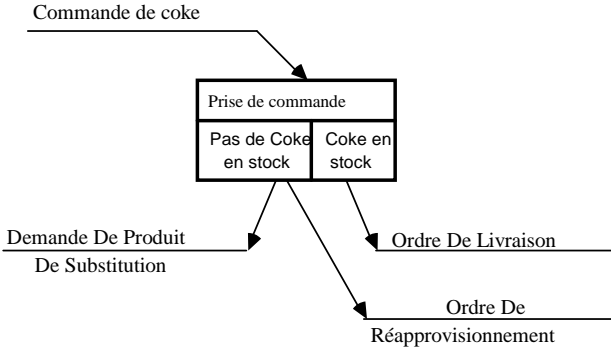 Commande de coke
Prise de commande
Pas de Coke
en stock
Coke en
stock
Demande De Produit
De Substitution
Ordre De Livraison
Ordre De
Réapprovisionnement